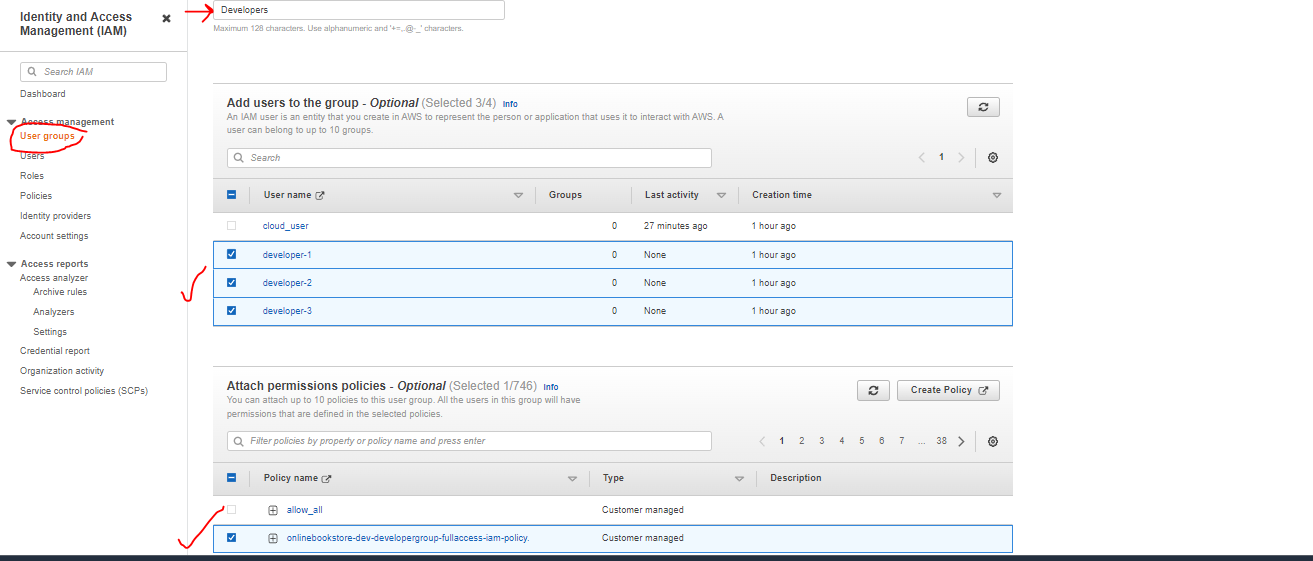 Identity and Access
Management (IAM)
Search IAM
Dashboard
Access management
User groups
Users
Roles
Policies
Identity providers
Account settings
Access reports
Access analyzer
Archive rules
Analyzers
Settings
Credential report
Organization activity
Service control policies (SCPs)
Developers
Maximum 128 characters. Use alphanumeric and '+=,.@-_' characters.
Add users to the group - Optional (Selected 3/4) Info
An IAM user is an entity that you create in AWS to represent the person or application that uses it to interact with AWS. A
user can belong to up to 10 groups.
Search
1
User name Groups Last activity Creation time
cloud_user 0 27 minutes ago 1 hour ago
developer-1 0 None 1 hour ago
developer-2 0 None 1 hour ago
developer-3 0 None 1 hour ago
Attach permissions policies - Optional (Selected 1/746) Info
You can attach up to 10 policies to this user group. All the users in this group will have
permissions that are defined in the selected policies.
Create Policy
Filter policies by property or policy name and press enter
1 2 3 4 5 6 7 ... 38
Policy name Type Description
allow_all Customer managed
onlinebookstore-dev-developergroup-fullaccess-iam-policy. Customer managed